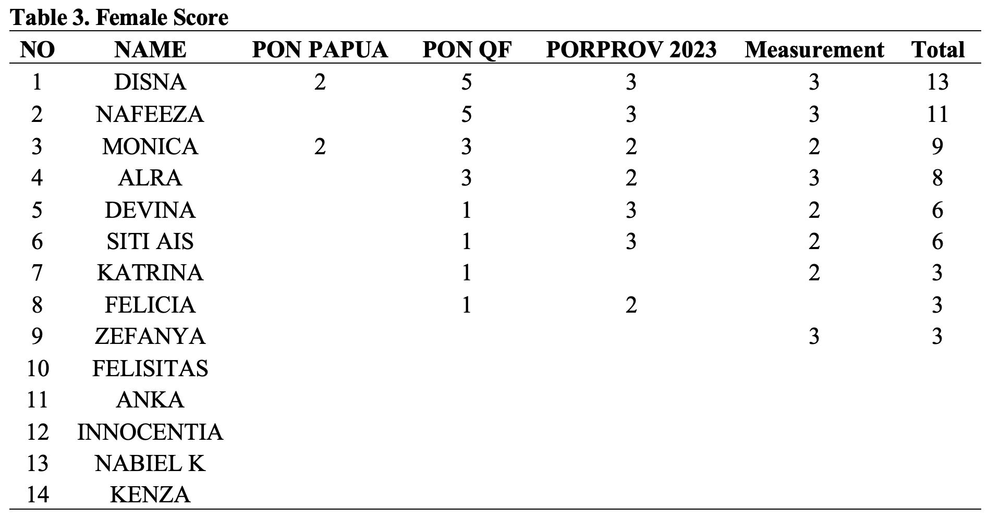 Table 3. Female Score
NO NAME PON PAPUA PON QF PORPROV 2023 Measurement Total
1 DISNA 2 5 3 3 13
2 NAFEEZA 5 3 3 11
3 MONICA 2 3 2 2 9
4 ALRA 3 2 3 8
5 DEVINA 1 3 2 6
6 SITI AIS 1 3 2 6
7 KATRINA 1 2 3
8 FELICIA 1 2 3
9 ZEFANYA 3 3
10 FELISITAS
11 ANKA
12 INNOCENTIA
13 NABIEL K
14 KENZA